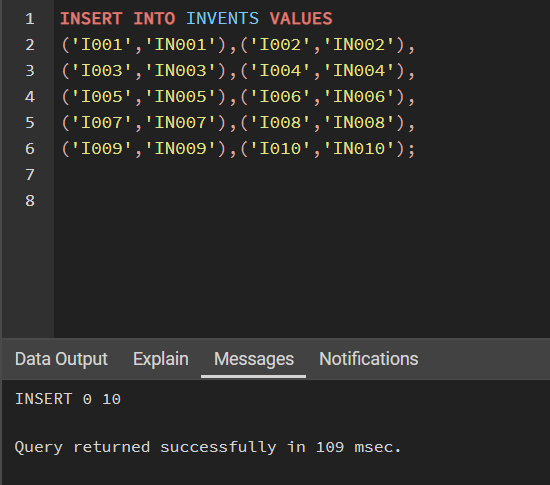 1 INSERT INTO INVENTS VALUES
2 ('I001','IN001'),('I002','IN002'),
3 ('I003','IN003'),('I004','IN004'),
4 ('I005','IN005'),('I006','IN006'),
5 ('I007','IN007'),('I008','IN008'),
6 ('I009','IN009'),('I010','IN010');
7
8
Data Output Explain Messages Notifications
INSERT 0 10
Query returned successfully in 109 msec.